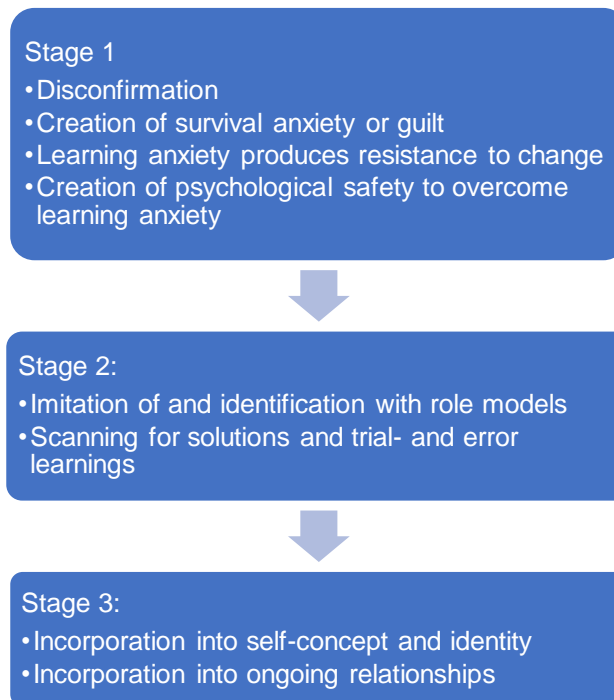 Stage 1
•Disconfirmation
•Creation of survival anxiety or guilt
•Learning anxiety produces resistance to change
•Creation of psychological safety to overcome
learning anxiety
Stage 2:
•Imitation of and identification with role models
•Scanning for solutions and trial- and error
learnings
Stage 3:
•Incorporation into self-concept and identity
•Incorporation into ongoing relationships